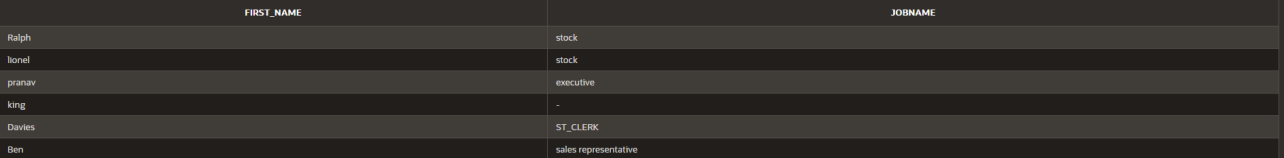 FIRST_NAME JOBNAME
Ralph stock
lionel stock
pranav executive
king -
Davies ST_CLERK
Ben sales representative